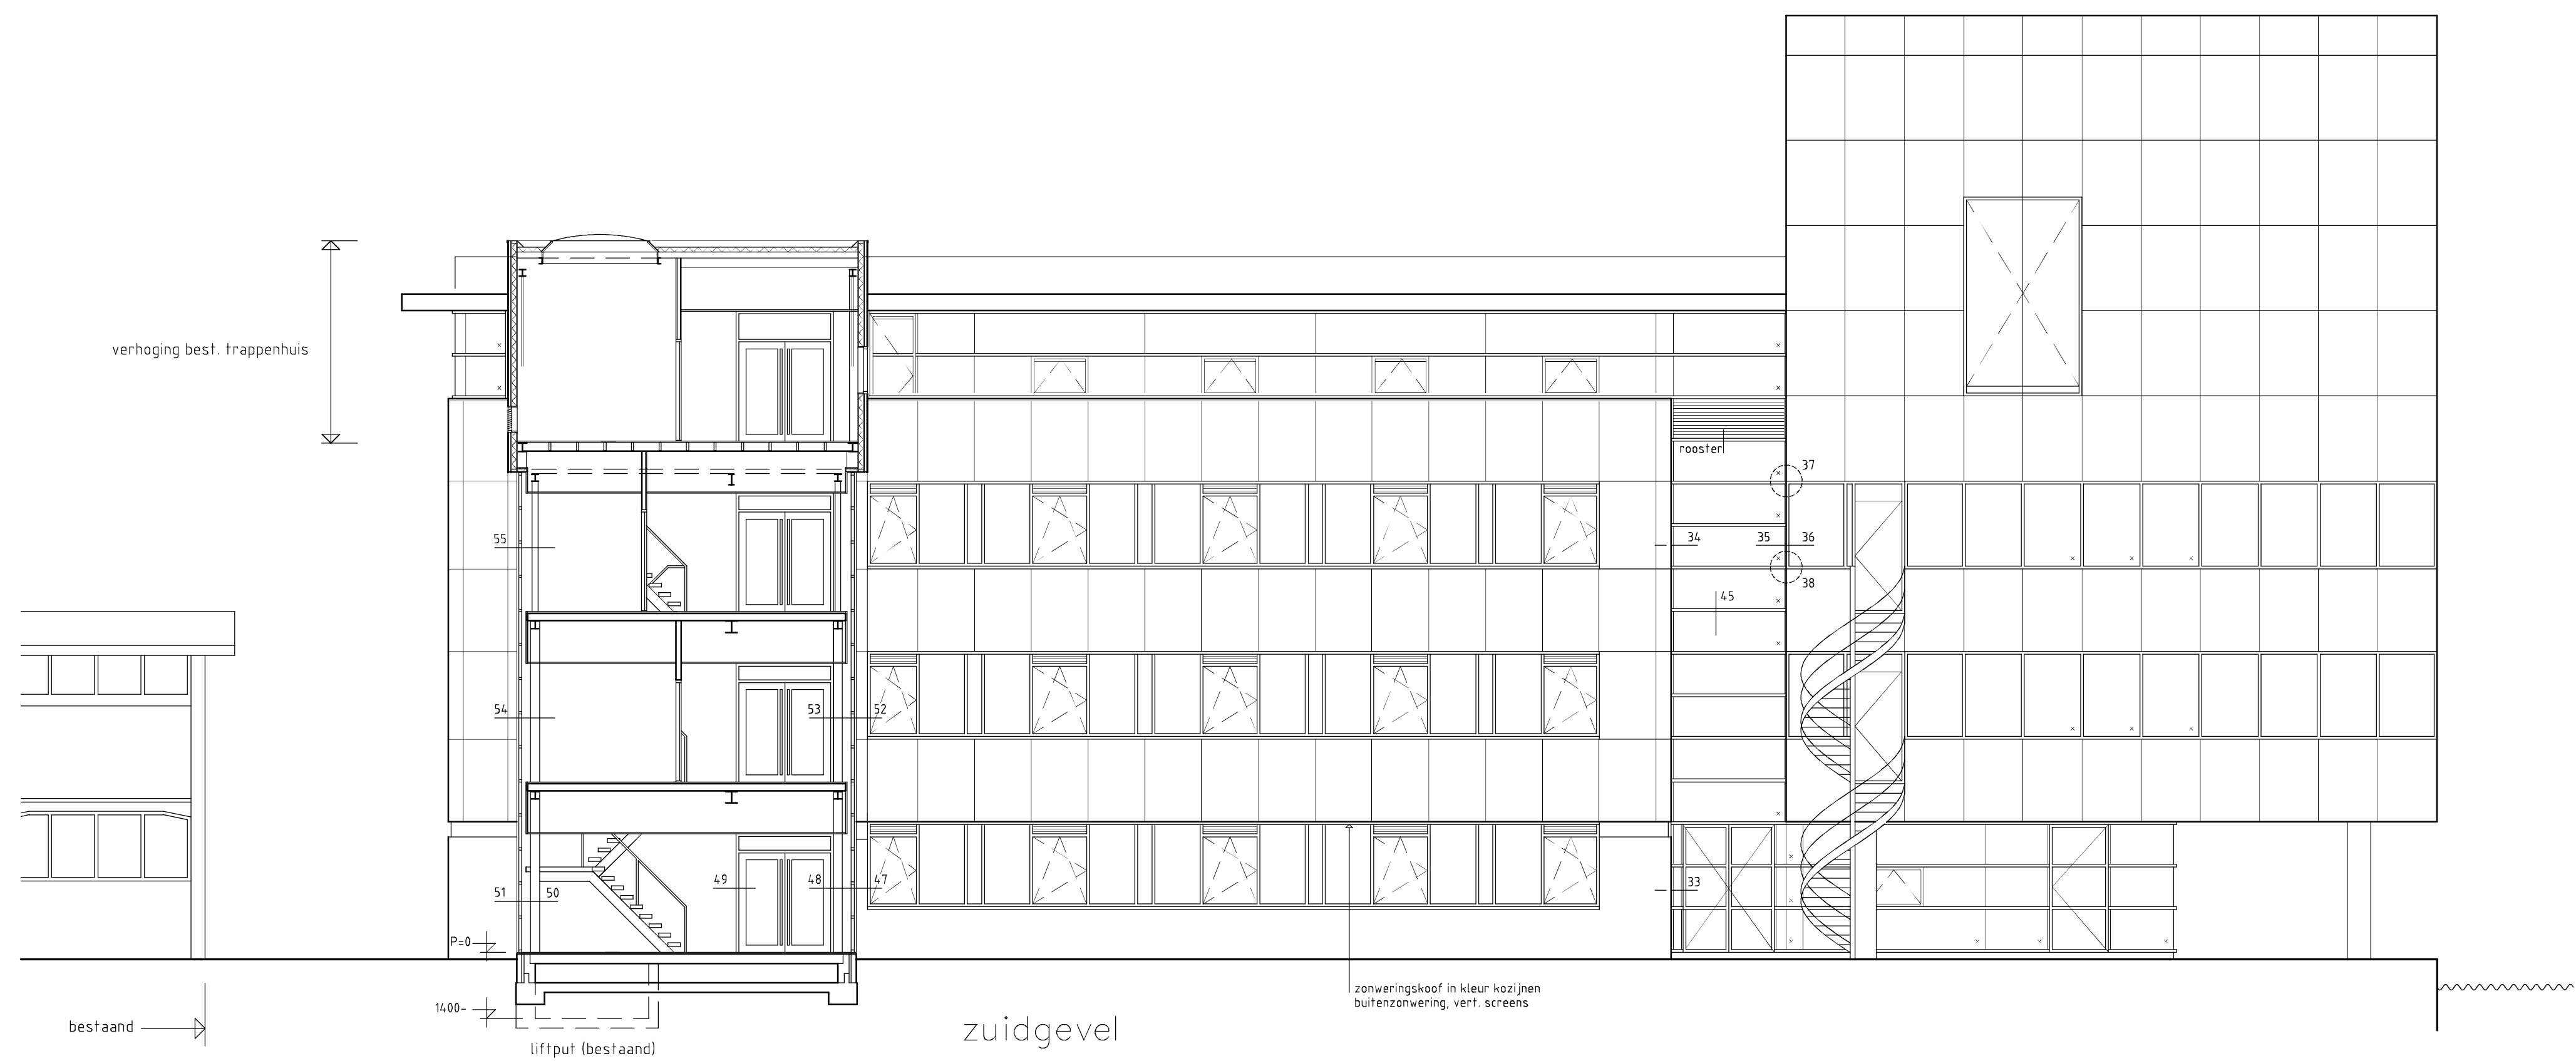 verhoging best. trappenhuis
rooster
37
55
34
35
36
38
45
54
53
52
51
50
49
48
47
33
P=0
1400-
zonweringskoof in kleur kozijnen
buitenzonwering, vert. screens
bestaand
zuidgevel
liftput (bestaand)